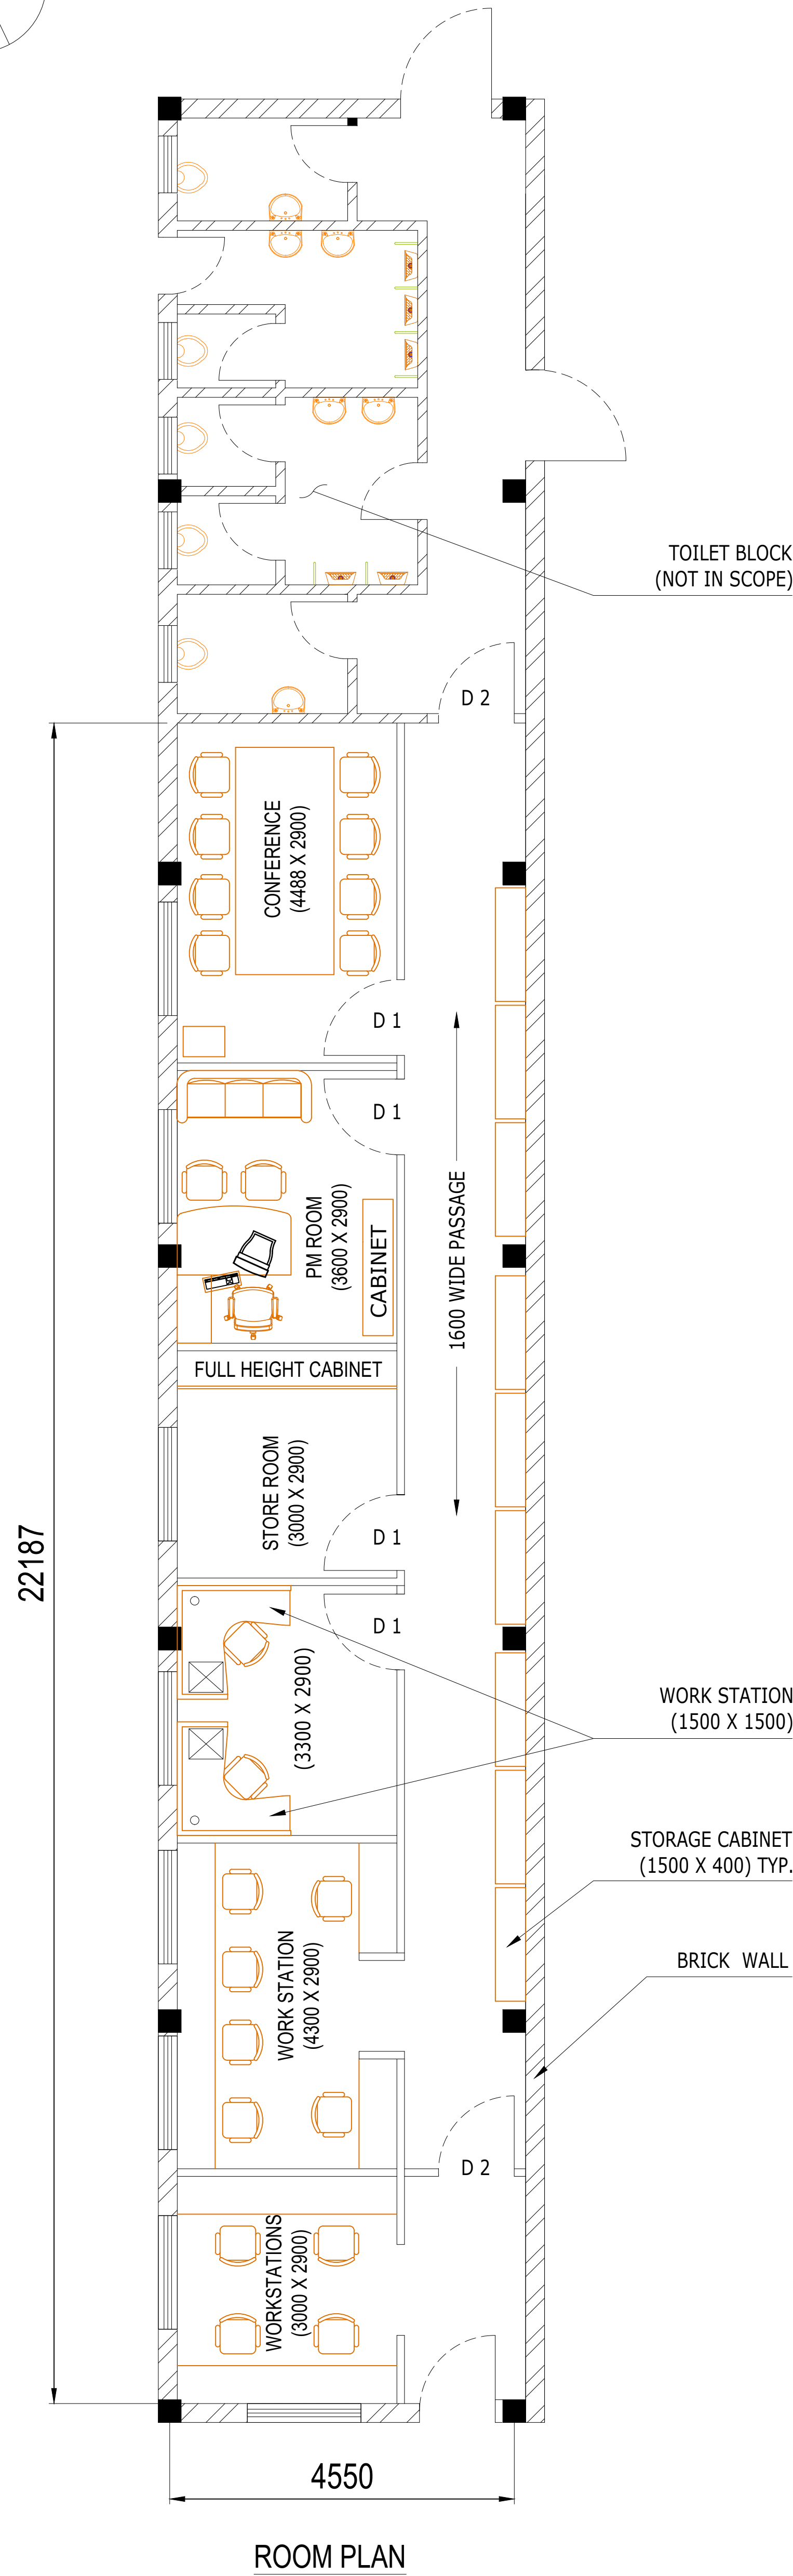 TOILET BLOCK
(NOT IN SCOPE)
D 2
CONFERENCE
(4488 X 2900)
D 1
D 1
PM ROOM
(3600 X 2900)
CABINET
1600 WIDE PASSAGE
FULL HEIGHT CABINET
STORE ROOM
(3000 X 2900)
D 1
22187
D 1
(3300 X 2900)
WORK STATION
(1500 X 1500)
STORAGE CABINET
(1500 X 400) TYP.
WORK STATION
(4300 X 2900)
BRICK WALL
D 2
WORKSTATIONS
(3000 X 2900)
4550
ROOM PLAN